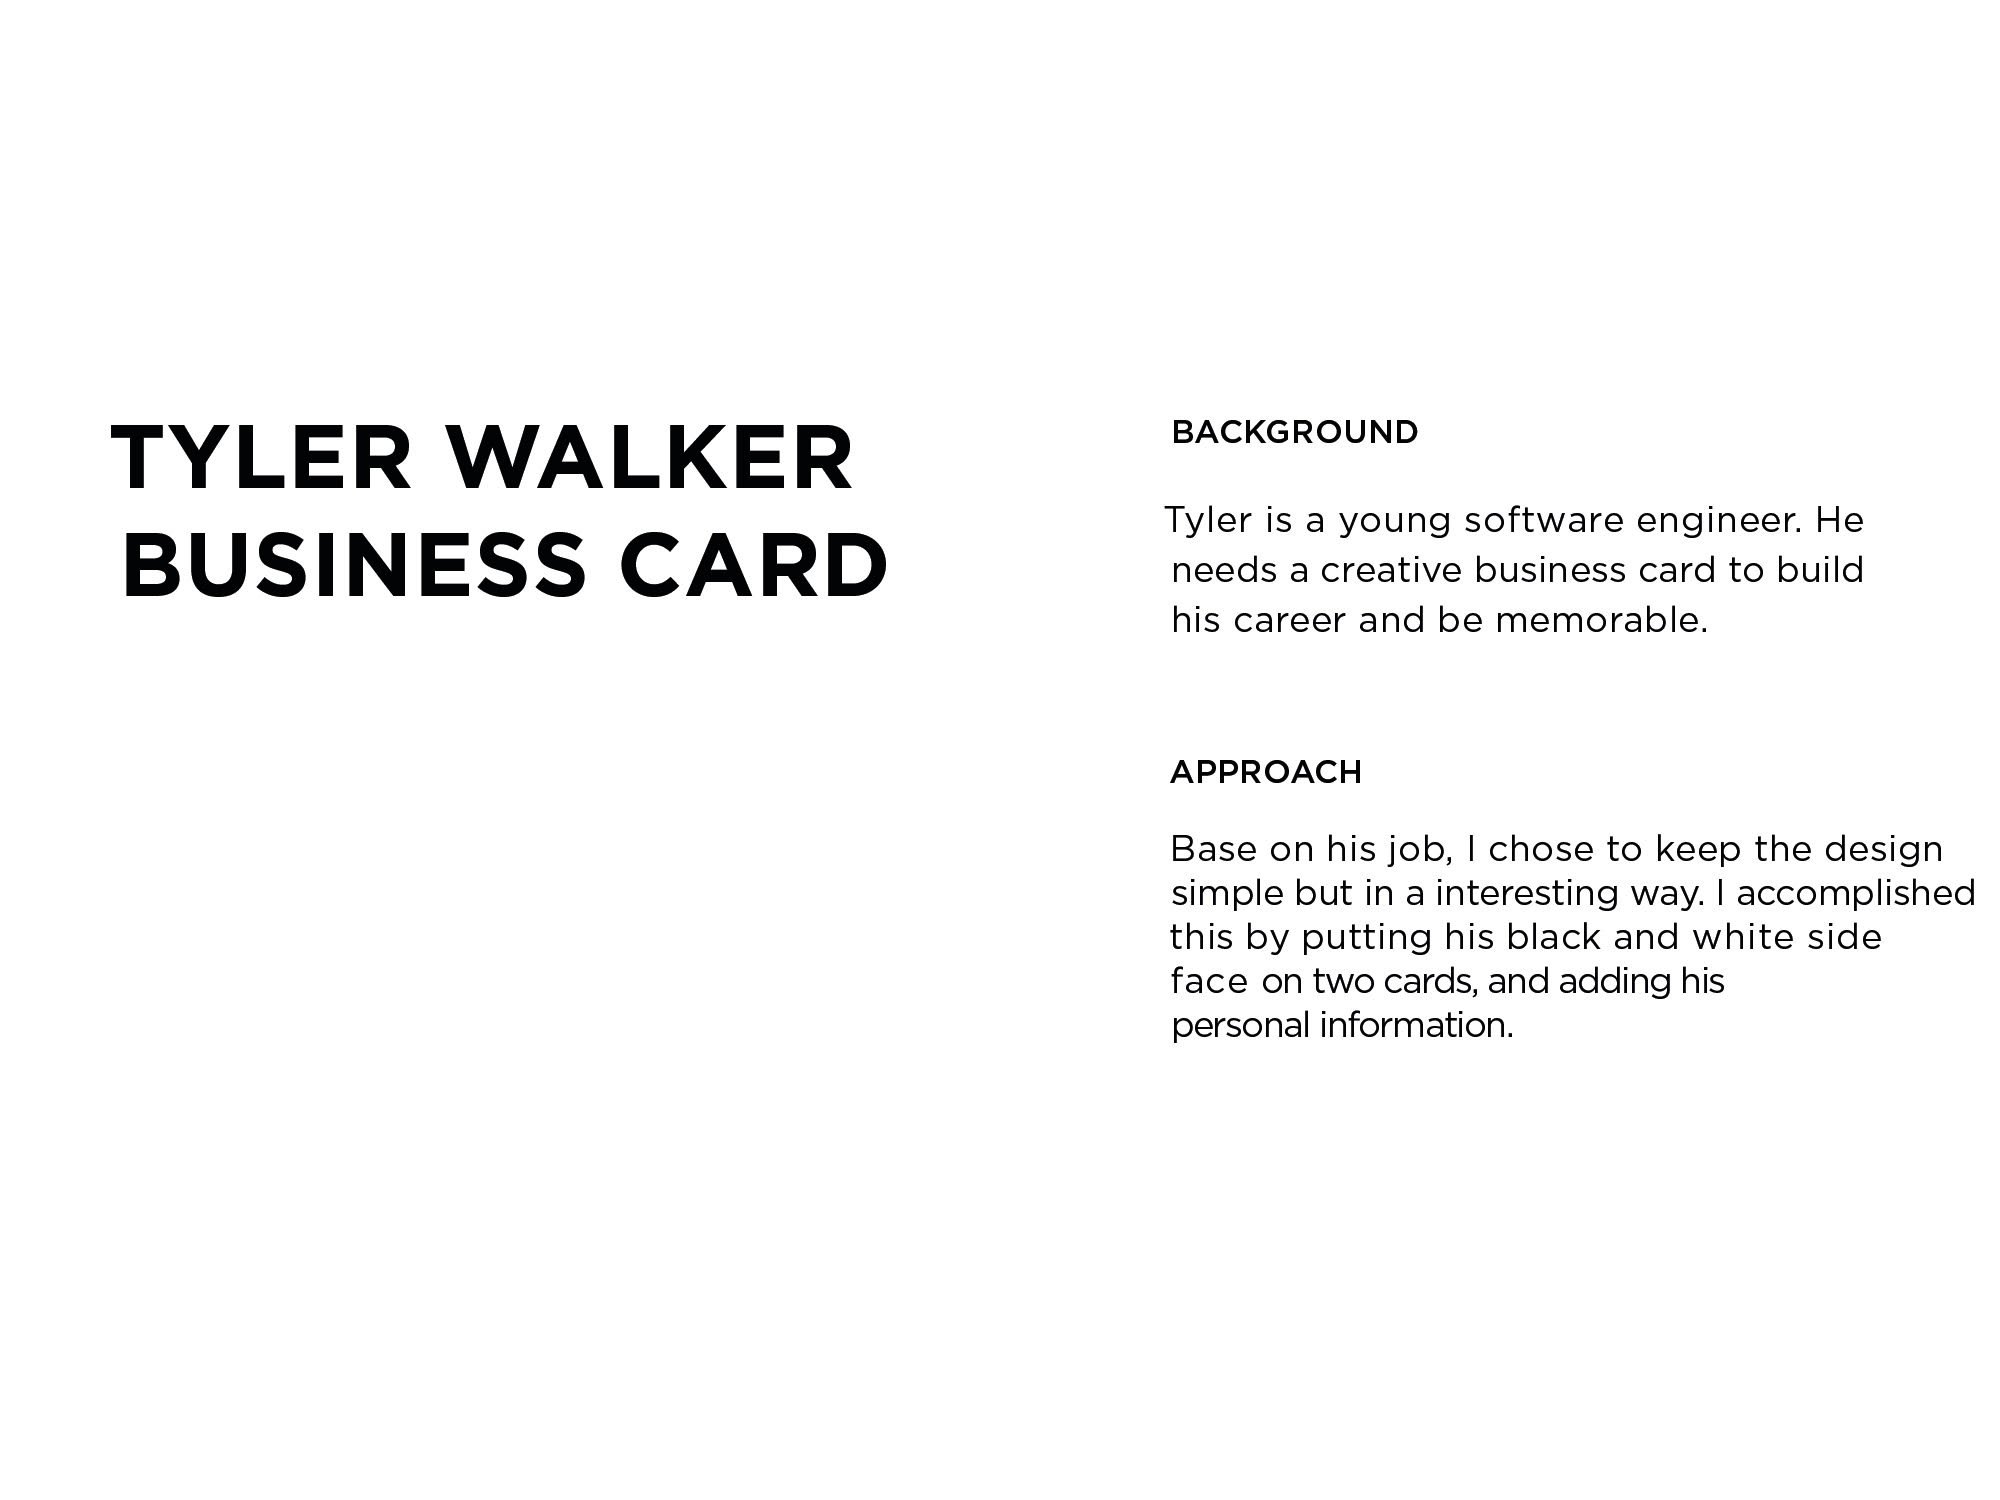 TYLER WALKER
BUSINESS CARD
BACKGROUND
Tyler is a young software engineer. He
needs a creative business card to build
his career and be memorable.
APPROACH
Base on his job, I chose to keep the design
simple but in a interesting way. I accomplished
this by putting his black and white side
face on two cards, and adding his
personal information.